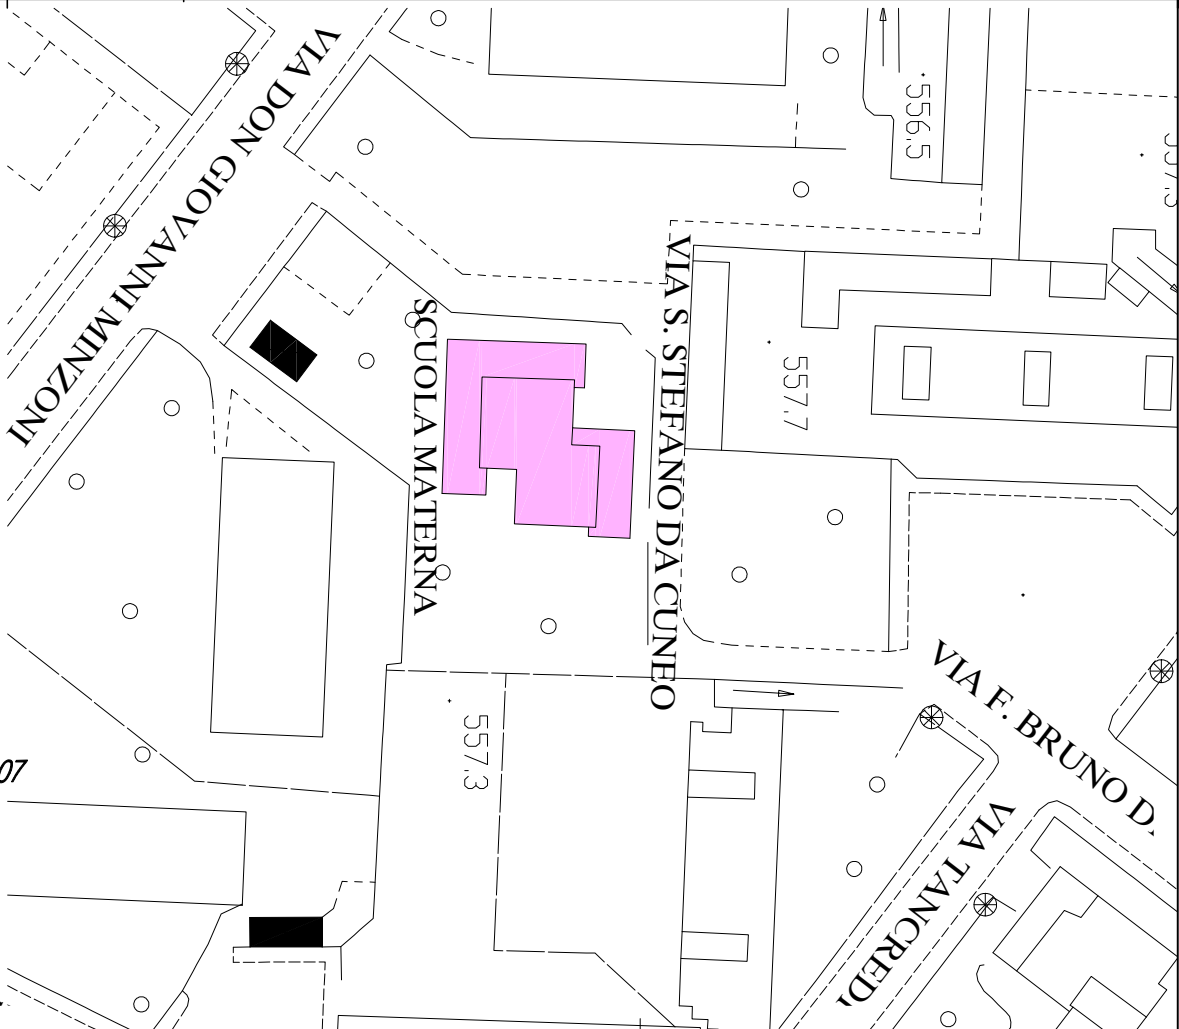 VIA DON GIOVANNI MINZONI
556.5
VIA S. STEFANO DA CUNEO
SCUOLA MATERNA
557.7
VIA F. BRUNO D.
557.3
07
VIA TANCREDI